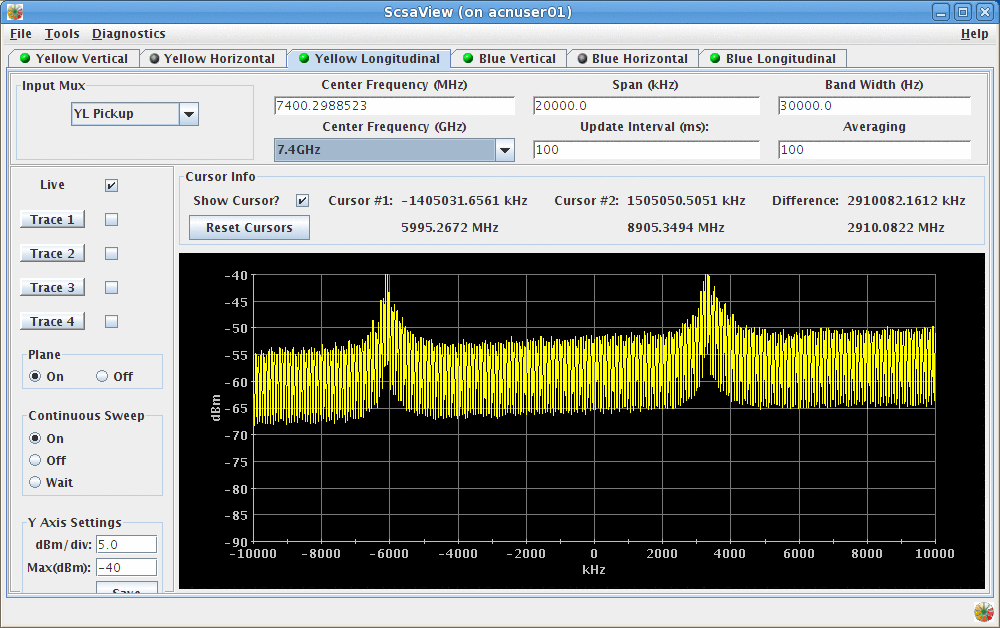 ScsaView (on acnuser01)
File Tools Diagnostics Help
Yellow Vertical Yellow Horizontal Yellow Longitudinal Blue Vertical Blue Horizontal Blue Longitudinal
Input Mux
YL Pickup
Center Frequency (MHz) Span (kHz) Band Width (Hz)
7400.2988523 20000.0 30000.0
Center Frequency (GHz) Update Interval (ms): Averaging
7.4GHz 100 100
Live
Trace 1
Trace 2
Trace 3
Trace 4
Plane
On Off
Continuous Sweep
On
Off
Wait
Y Axis Settings
dBm/div: 5.0
Max(dBm): -40
Save
Cursor Info
Show Cursor? Cursor #1: -1405031.6561 kHz Cursor #2: 1505050.5051 kHz Difference: 2910082.1612 kHz
Reset Cursors 5995.2672 MHz 8905.3494 MHz 2910.0822 MHz
-40
-45
-50
-55
-60
-65
-70
-75
-80
-85
-90
dBm
-10000 -8000 -6000 -4000 -2000 0 2000 4000 6000 8000 10000
kHz